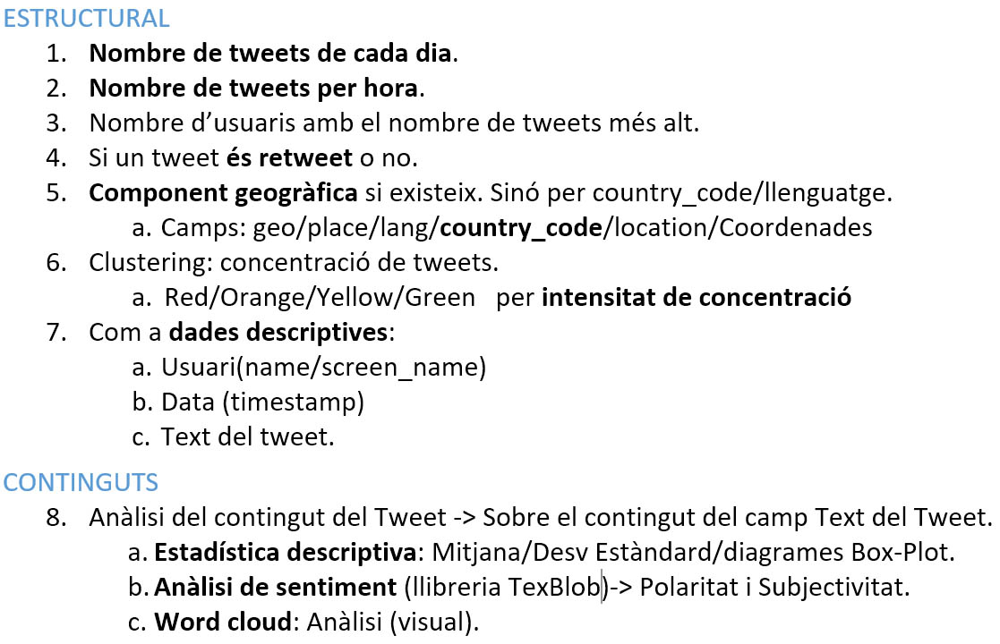 ESTRUCTURAL
1. Nombre de tweets de cada dia.
2. Nombre de tweets per hora.
3. Nombre d’usuaris amb el nombre de tweets més alt.
4. Si un tweet és retweet o no.
5. Component geogràfica si existeix. Sinó per country_code/llenguatge.
a. Camps: geo/place/lang/country_code/location/Coordenades
6. Clustering: concentració de tweets.
a. Red/Orange/Yellow/Green per intensitat de concentració
7. Com a dades descriptives:
a. Usuari(name/screen_name)
b. Data (timestamp)
c. Text del tweet.
CONTINGUTS
8. Anàlisi del contingut del Tweet -> Sobre el contingut del camp Text del Tweet.
a. Estadística descriptiva: Mitjana/Desv Estàndard/diagrames Box-Plot.
b. Anàlisi de sentiment (llibreria TexBlob)-> Polaritat i Subjectivitat.
c. Word cloud: Anàlisi (visual).